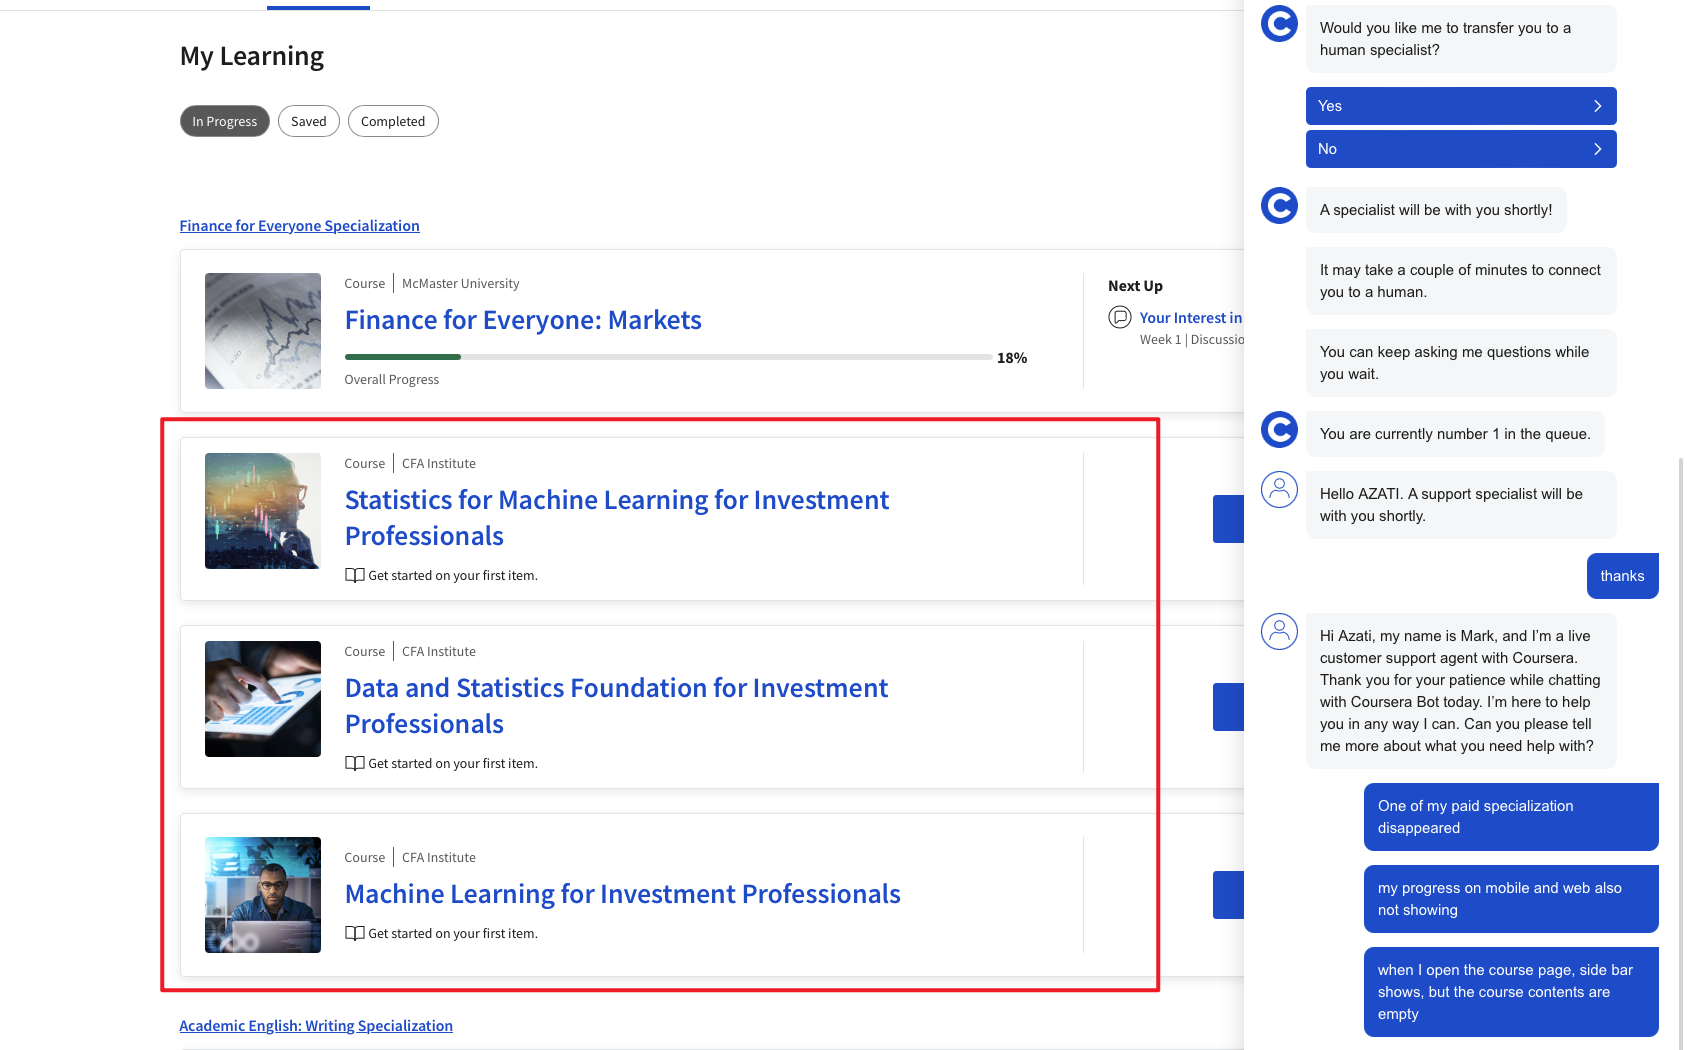 My Learning
In Progress
Saved
Completed
Finance for Everyone Specialization
Course | McMaster University
Finance for Everyone: Markets
18%
Overall Progress
Next Up
Your Interest in
Week 1 | Discussio
Course | CFA Institute
Statistics for Machine Learning for Investment
Professionals
Get started on your first item.
Course | CFA Institute
Data and Statistics Foundation for Investment
Professionals
Get started on your first item.
Course | CFA Institute
Machine Learning for Investment Professionals
Get started on your first item.
Academic English: Writing Specialization
Would you like me to transfer you to a
human specialist?
Yes
No
A specialist will be with you shortly!
It may take a couple of minutes to connect
you to a human.
You can keep asking me questions while
you wait.
You are currently number 1 in the queue.
Hello AZATI. A support specialist will be
with you shortly.
thanks
Hi Azati, my name is Mark, and I'm a live
customer support agent with Coursera.
Thank you for your patience while chatting
with Coursera Bot today. I'm here to help
you in any way I can. Can you please tell
me more about what you need help with?
One of my paid specialization
disappeared
my progress on mobile and web also
not showing
when I open the course page, side bar
shows, but the course contents are
empty